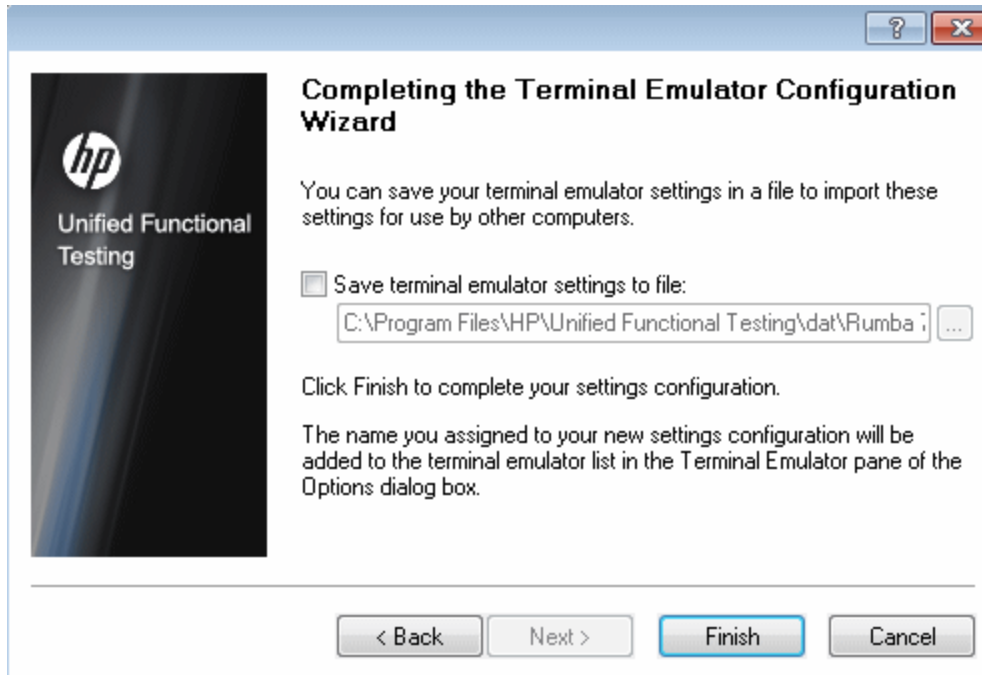 ?
Completing the Terminal Emulator Configuration
Wizard
hp
Unified Functional
Testing
You can save your terminal emulator settings in a file to import these
settings for use by other computers.
Save terminal emulator settings to file:
C:\Program Files\HP\Unified Functional Testing\dat\Rumba
...
Click Finish to complete your settings configuration.
The name you assigned to your new settings configuration will be
added to the terminal emulator list in the Terminal Emulator pane of the
Options dialog box.
< Back
Next >
Finish
Cancel